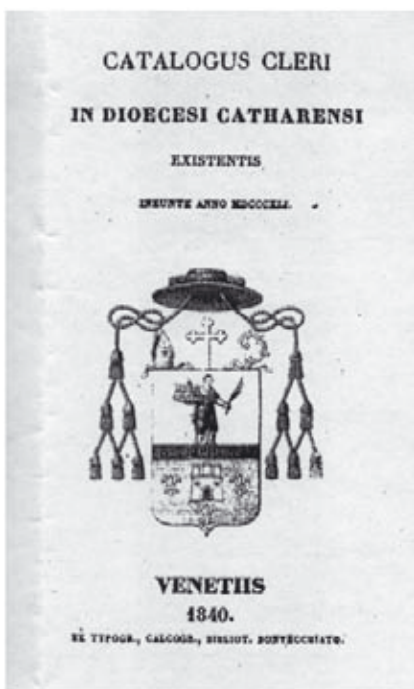 CATALOGUS CLERI
IN DIOECESI CATHARENSI
EXISTENTIS
INEUNTE ANNO MDCCCXLI.
VENETIIS
1840.
EX TYPOGR., CALCOGR., BIBLIOT. BONVECCHIATO.